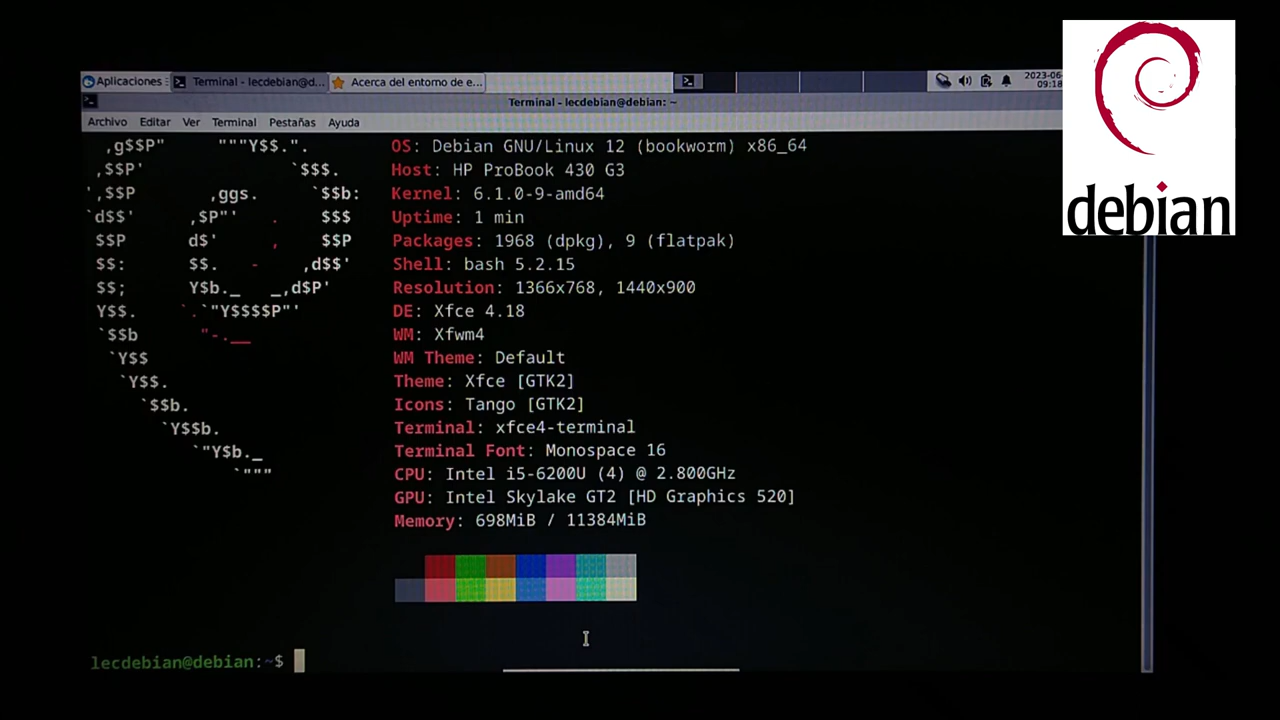 Aplicaciones
Terminal - lecdebian@d...
Acerca del entorno de e...
2023-06-
09:18
Terminal - lecdebian@debian: ~
Archivo Editar Ver Terminal Pestañas Ayuda
OS: Debian GNU/Linux 12 (bookworm) x86_64
Host: HP ProBook 430 G3
Kernel: 6.1.0-9-amd64
Uptime: 1 min
Packages: 1968 (dpkg), 9 (flatpak)
Shell: bash 5.2.15
Resolution: 1366x768, 1440x900
DE: Xfce 4.18
WM: Xfwm4
WM Theme: Default
Theme: Xfce [GTK2]
Icons: Tango [GTK2]
Terminal: xfce4-terminal
Terminal Font: Monospace 16
CPU: Intel i5-6200U (4) @ 2.800GHz
GPU: Intel Skylake GT2 [HD Graphics 520]
Memory: 698MiB / 11384MiB
lecdebian@debian:~$
debian